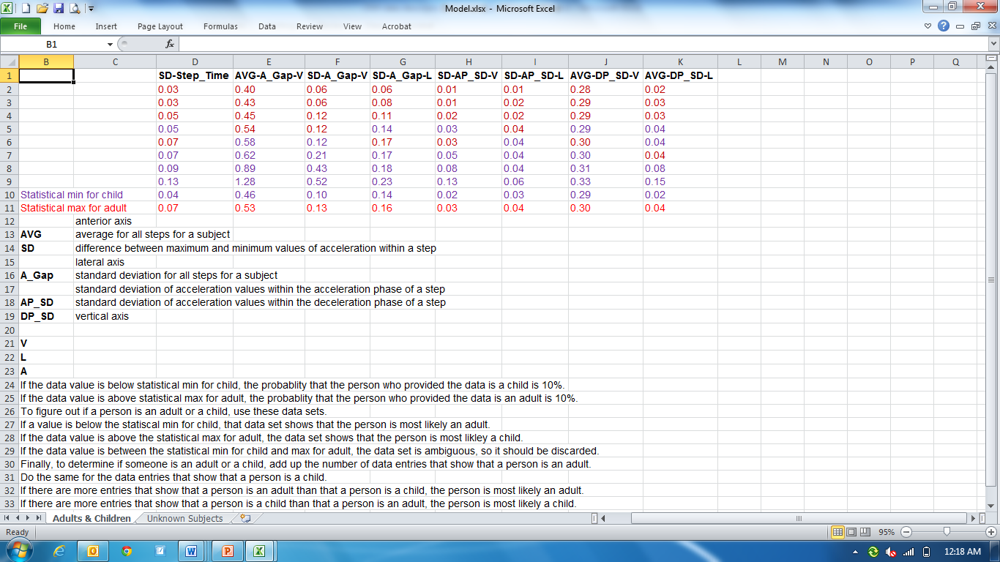 Model.xlsx - Microsoft Excel
File Home Insert Page Layout Formulas Data Review View Acrobat
B1 fx
B C D E F G H I J K L M N O P Q
1 SD-Step_Time AVG-A_Gap-V SD-A_Gap-V SD-A_Gap-L SD-AP_SD-V SD-AP_SD-L AVG-DP_SD-V AVG-DP_SD-L
2 0.03 0.40 0.06 0.06 0.01 0.01 0.28 0.02
3 0.03 0.43 0.06 0.08 0.01 0.02 0.29 0.03
4 0.05 0.45 0.12 0.11 0.02 0.02 0.29 0.03
5 0.05 0.54 0.12 0.14 0.03 0.04 0.29 0.04
6 0.07 0.58 0.12 0.17 0.03 0.04 0.30 0.04
7 0.07 0.62 0.21 0.17 0.05 0.04 0.30 0.04
8 0.09 0.89 0.43 0.18 0.08 0.04 0.31 0.08
9 0.13 1.28 0.52 0.23 0.13 0.06 0.33 0.15
10 Statistical min for child 0.04 0.46 0.10 0.14 0.02 0.03 0.29 0.02
11 Statistical max for adult 0.07 0.53 0.13 0.16 0.03 0.04 0.30 0.04
12 anterior axis
13 AVG average for all steps for a subject
14 SD difference between maximum and minimum values of acceleration within a step
15 lateral axis
16 A_Gap standard deviation for all steps for a subject
17 standard deviation of acceleration values within the acceleration phase of a step
18 AP_SD standard deviation of acceleration values within the deceleration phase of a step
19 DP_SD vertical axis
20
21 V
22 L
23 A
24 If the data value is below statistical min for child, the probablity that the person who provided the data is a child is 10%.
25 If the data value is above statistical max for adult, the probablity that the person who provided the data is an adult is 10%.
26 To figure out if a person is an adult or a child, use these data sets.
27 If a value is below the statiscal min for child, that data set shows that the person is most likely an adult.
28 If the data value is above the statistical max for adult, the data set shows that the person is most likley a child.
29 If the data value is between the statistical min for child and max for adult, the data set is ambiguous, so it should be discarded.
30 Finally, to determine if someone is an adult or a child, add up the number of data entries that show that a person is an adult.
31 Do the same for the data entries that show that a person is a child.
32 If there are more entries that show that a person is an adult than that a person is a child, the person is most likely an adult.
33 If there are more entries that show that a person is a child than that a person is an adult, the person is most likely a child.
Adults & Children Unknown Subjects
Ready 95%
12:18 AM